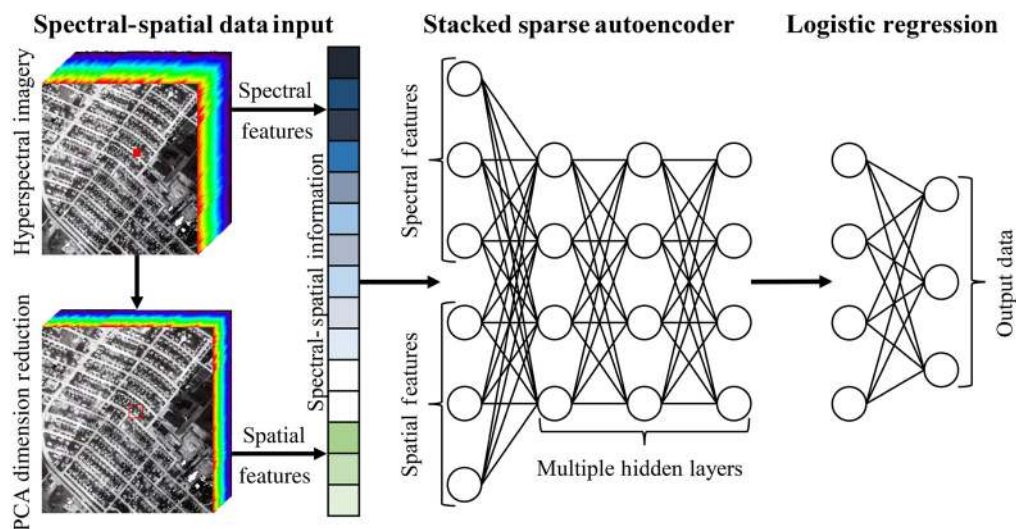 Spectral-spatial data input
Stacked sparse autoencoder
Logistic regression
Hyperspectral imagery
Spectral
features
PCA dimension reduction
Spatial
features
Spectral- spatial information
Spectral features
Spatial features
Multiple hidden layers
Output data